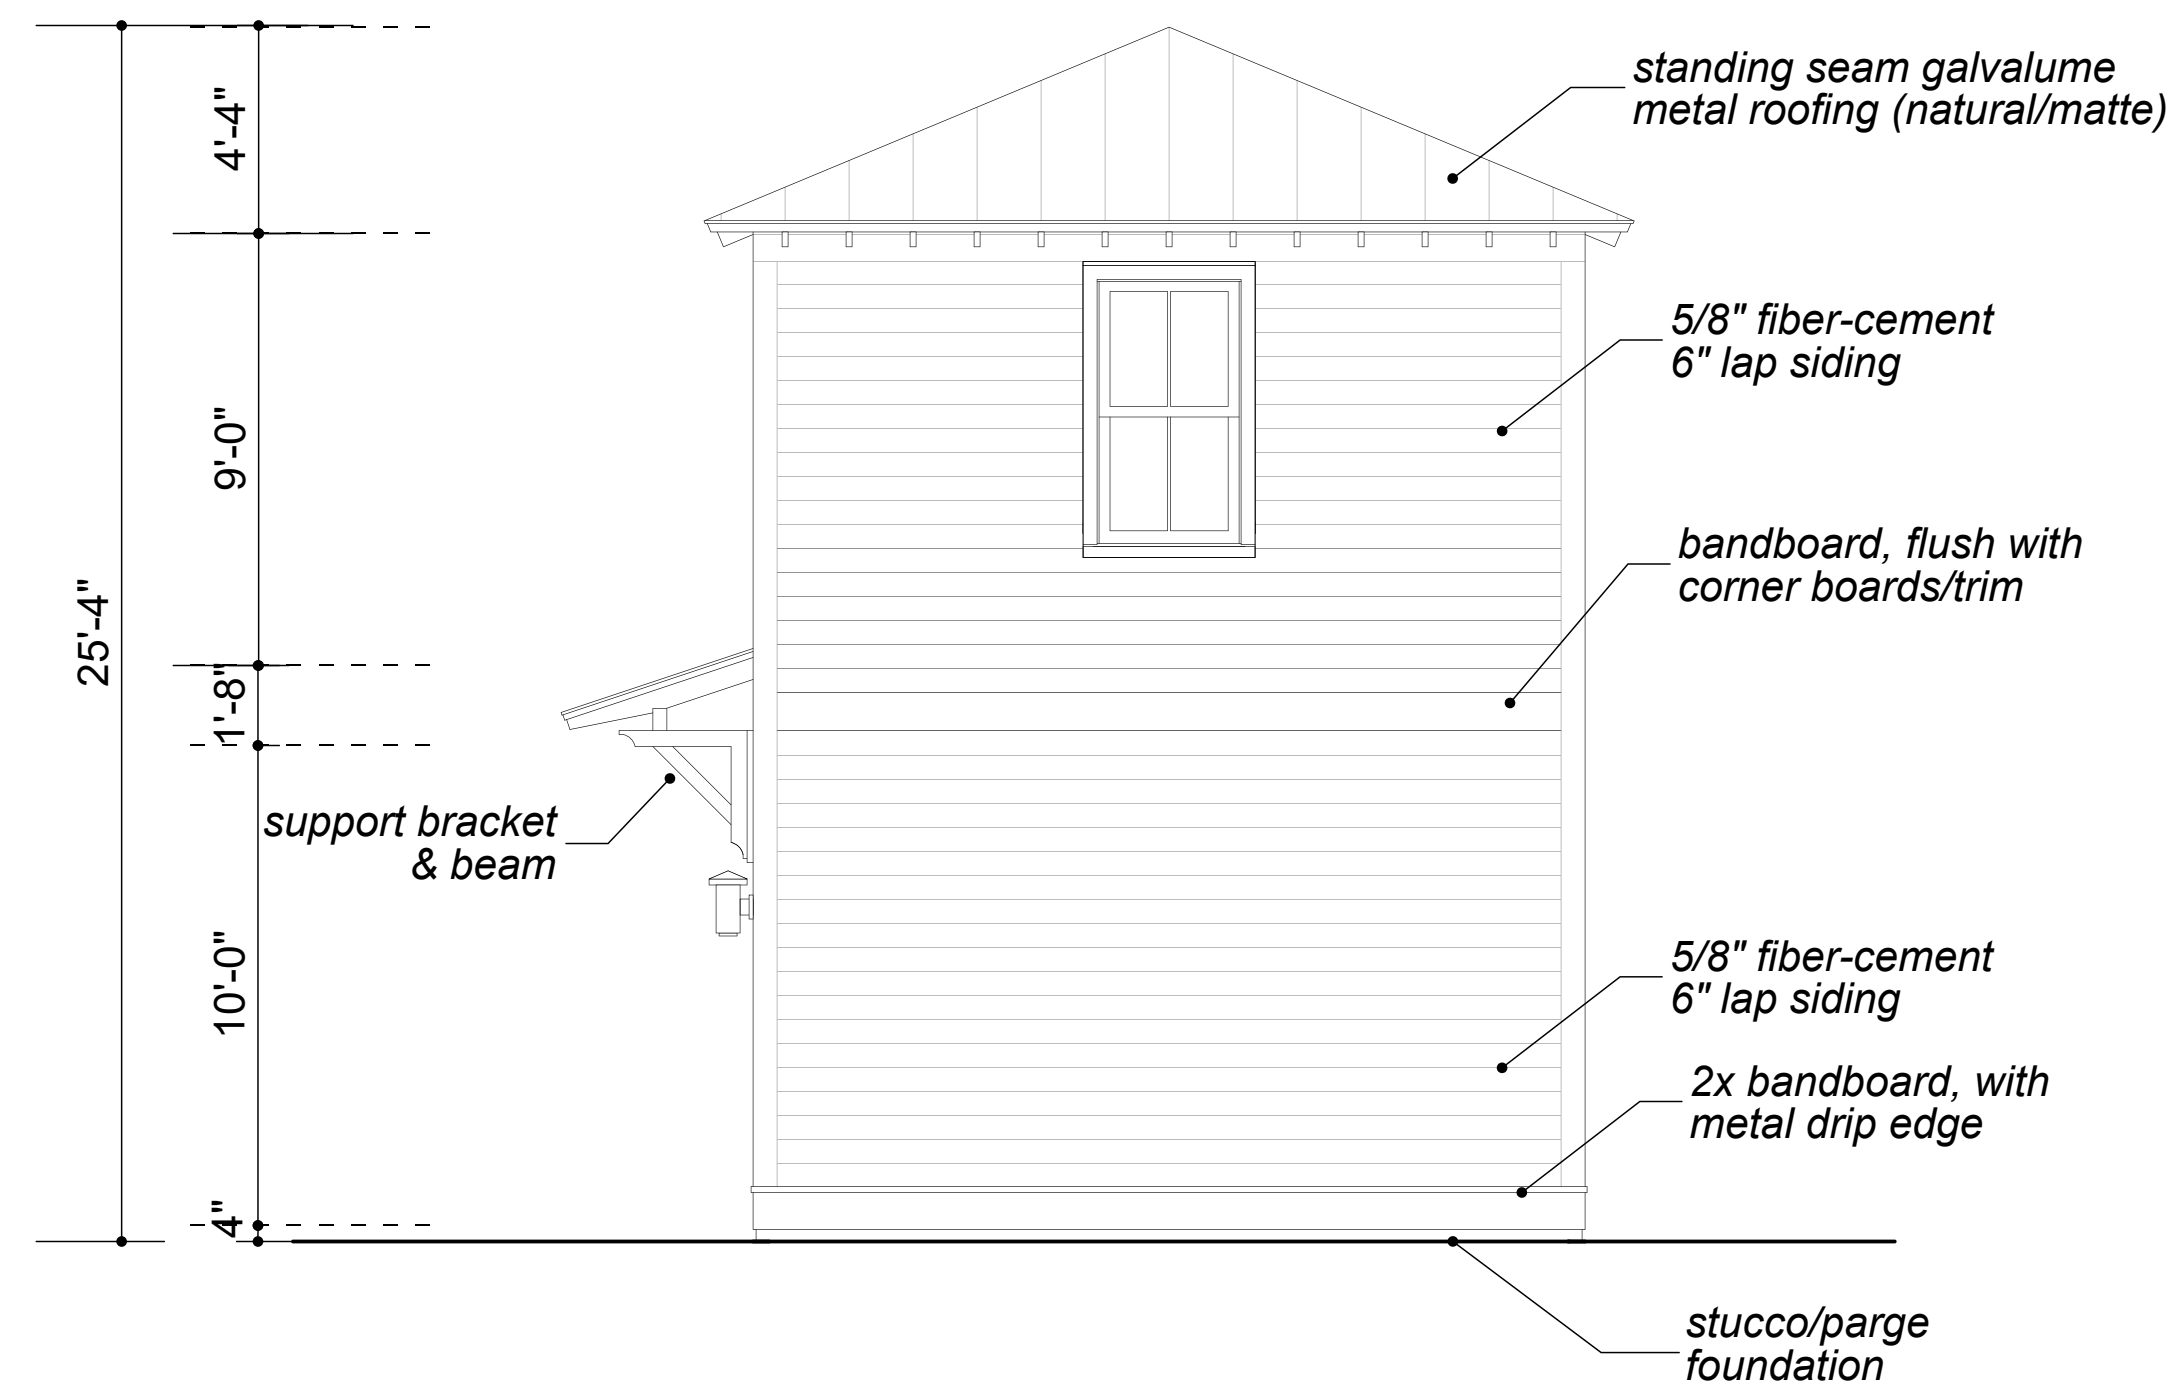 standing seam galvalume
metal roofing (natural/matte)
4'-4"
5/8" fiber-cement
6" lap siding
9'-0"
bandboard, flush with
corner boards/trim
25'-4"
1'-8"
support bracket
& beam
10'-0"
5/8" fiber-cement
6" lap siding
2x bandboard, with
metal drip edge
4"
stucco/parge
foundation